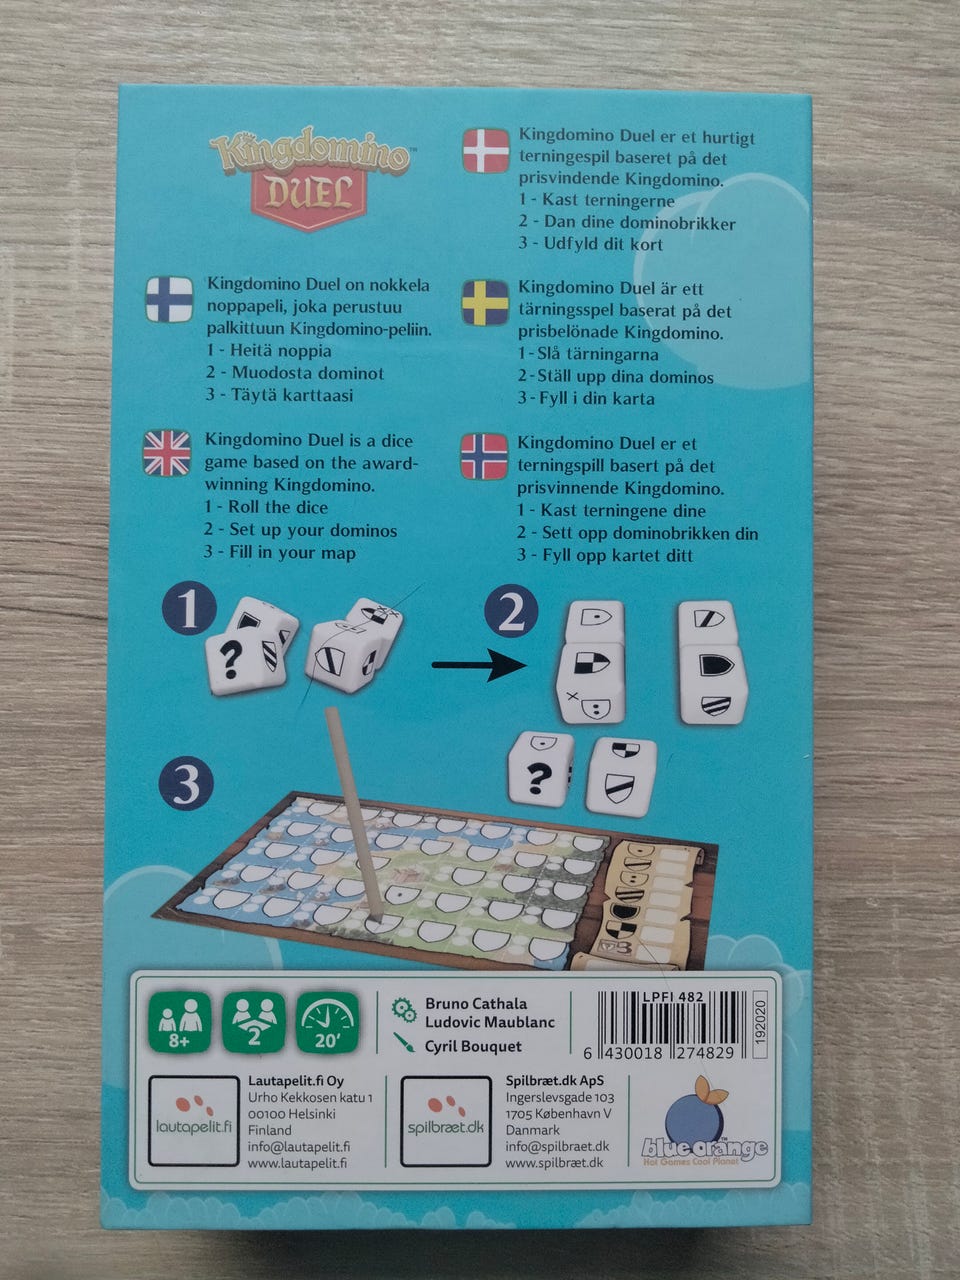 Kingdomino™
DUEL
Kingdomino Duel er et hurtigt
terningespil baseret på det
prisvindende Kingdomino.
1 - Kast terningerne
2 - Dan dine dominobrikker
3 - Udfyld dit kort
Kingdomino Duel on nokkela
noppapeli, joka perustuu
palkittuun Kingdomino-peliin.
1 - Heitä noppia
2 - Muodosta dominot
3 - Täytä karttaasi
Kingdomino Duel är ett
tärningsspel baserat på det
prisbelönade Kingdomino.
1-Slå tärningarna
2-Ställ upp dina dominos
3-Fyll i din karta
Kingdomino Duel is a dice
game based on the award-
winning Kingdomino.
1 - Roll the dice
2 - Set up your dominos
3 - Fill in your map
Kingdomino Duel er et
terningspill basert på det
prisvinnende Kingdomino.
1 - Kast terningene dine
2 - Sett opp dominobrikken din
3 - Fyll opp kartet ditt
1
?
2
?
3
3
8+
2
20'
Bruno Cathala
Ludovic Maublanc
Cyril Bouquet
LPFI 482
6 430018 274829
192020
lautapelit.fi
Lautapelit.fi Oy
Urho Kekkosen katu 1
00100 Helsinki
Finland
info@lautapelit.fi
www.lautapelit.fi
spilbræt.dk
Spilbræt.dk ApS
Ingerslevsgade 103
1705 København V
Danmark
info@spilbraet.dk
www.spilbræt.dk
blue orange™
Hot Games Cool Planet